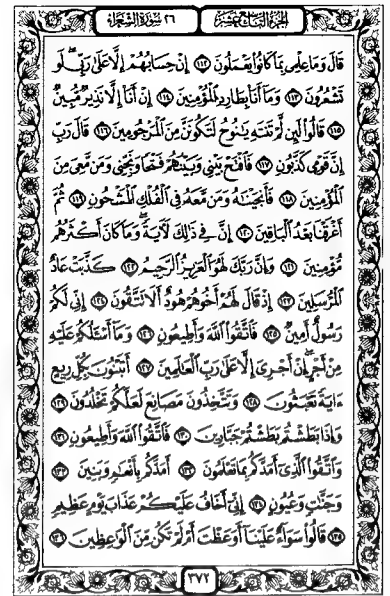 الجزء التاسع عشر ٢٦ سورة الشعراء
قَالَ وَمَا عِلْمِى بِمَا كَانُوا۟ يَعْمَلُونَ ١١٢ إِنْ حِسَابُهُمْ إِلَّا عَلَىٰ رَبِّى ۖ لَوْ
تَشْعُرُونَ ١١٣ وَمَآ أَنَا۠ بِطَارِدِ ٱلْمُؤْمِنِينَ ١١٤ إِنْ أَنَا۠ إِلَّا نَذِيرٌ مُّبِينٌ
١١٥ قَالُوا۟ لَئِن لَّمْ تَنتَهِ يَـٰنُوحُ لَتَكُونَنَّ مِنَ ٱلْمَرْجُومِينَ ١١٦ قَالَ رَبِّ
إِنَّ قَوْمِى كَذَّبُونِ ١١٧ فَٱفْتَحْ بَيْنِى وَبَيْنَهُمْ فَتْحًا وَنَجِّنِى وَمَن مَّعِىَ مِنَ
ٱلْمُؤْمِنِينَ ١١٨ فَأَنجَيْنَـٰهُ وَمَن مَّعَهُۥ فِى ٱلْفُلْكِ ٱلْمَشْحُونِ ١١٩ ثُمَّ
أَغْرَقْنَا بَعْدُ ٱلْبَاقِينَ ١٢٠ إِنَّ فِى ذَٰلِكَ لَـَٔايَةً ۖ وَمَا كَانَ أَكْثَرُهُم
مُّؤْمِنِينَ ١٢١ وَإِنَّ رَبَّكَ لَهُوَ ٱلْعَزِيزُ ٱلرَّحِيمُ ١٢٢ كَذَّبَتْ عَادٌ
ٱلْمُرْسَلِينَ ١٢٣ إِذْ قَالَ لَهُمْ أَخُوهُمْ هُودٌ أَلَا تَتَّقُونَ ١٢٤ إِنِّى لَكُمْ
رَسُولٌ أَمِينٌ ١٢٥ فَٱتَّقُوا۟ ٱللَّهَ وَأَطِيعُونِ ١٢٦ وَمَآ أَسْـَٔلُكُمْ عَلَيْهِ
مِنْ أَجْرٍ ۖ إِنْ أَجْرِىَ إِلَّا عَلَىٰ رَبِّ ٱلْعَـٰلَمِينَ ١٢٧ أَتَبْنُونَ بِكُلِّ رِيعٍ
ءَايَةً تَعْبَثُونَ ١٢٨ وَتَتَّخِذُونَ مَصَانِعَ لَعَلَّكُمْ تَخْلُدُونَ ١٢٩
وَإِذَا بَطَشْتُم بَطَشْتُمْ جَبَّارِينَ ١٣٠ فَٱتَّقُوا۟ ٱللَّهَ وَأَطِيعُونِ ١٣١
وَٱتَّقُوا۟ ٱلَّذِىٓ أَمَدَّكُم بِمَا تَعْلَمُونَ ١٣٢ أَمَدَّكُم بِأَنْعَـٰمٍ وَبَنِينَ ١٣٣
وَجَنَّـٰتٍ وَعُيُونٍ ١٣٤ إِنِّىٓ أَخَافُ عَلَيْكُمْ عَذَابَ يَوْمٍ عَظِيمٍ
١٣٥ قَالُوا۟ سَوَآءٌ عَلَيْنَآ أَوَعَظْتَ أَمْ لَمْ تَكُن مِّنَ ٱلْوَٰعِظِينَ ١٣٦
٣٧٢